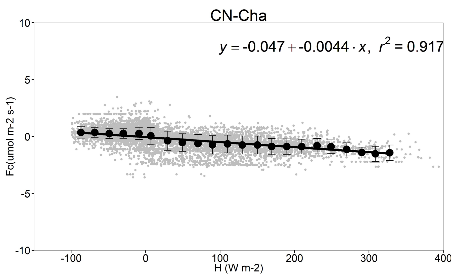 CN-Cha
y = -0.047 + -0.0044 · x, r² = 0.917
10
5
0
-5
-10
Fc(umol m-2 s-1)
-100 0 100 200 300 400
H (W m-2)